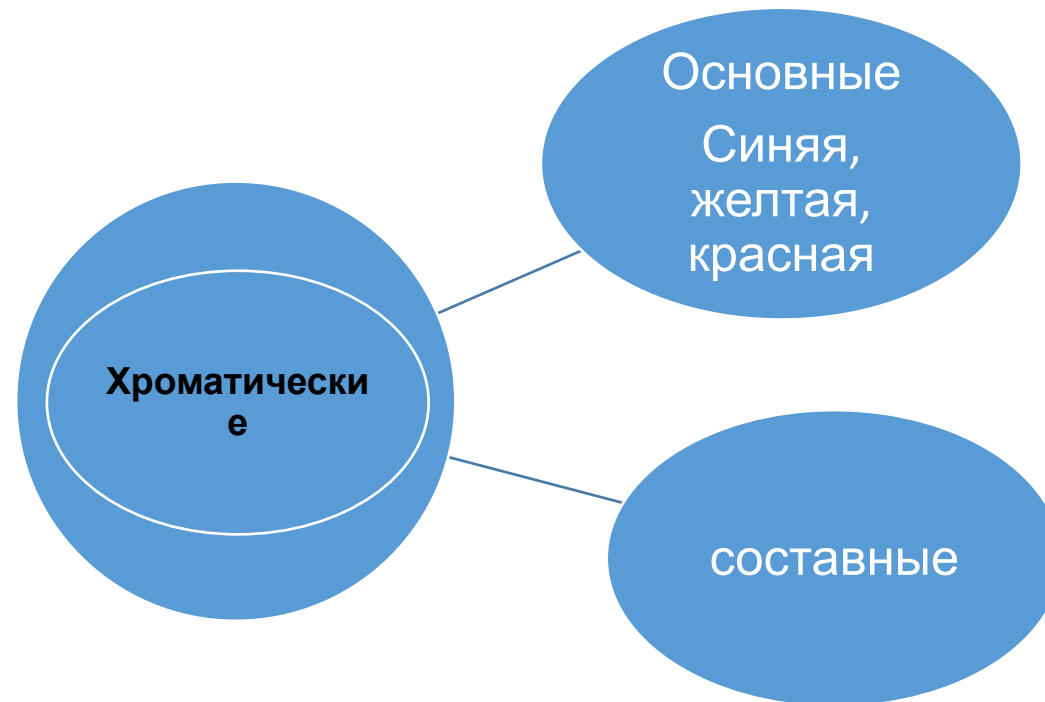 Основные
Синяя,
желтая,
красная
Хроматически
е
составные